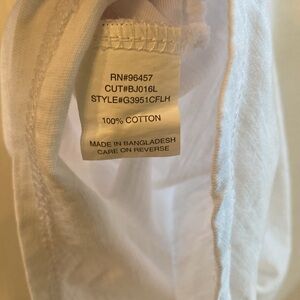 RN#96457
CUT#BJ016L
STYLE#G3951CFLH
100% COTTON
MADE IN BANGLADESH
CARE ON REVERSE